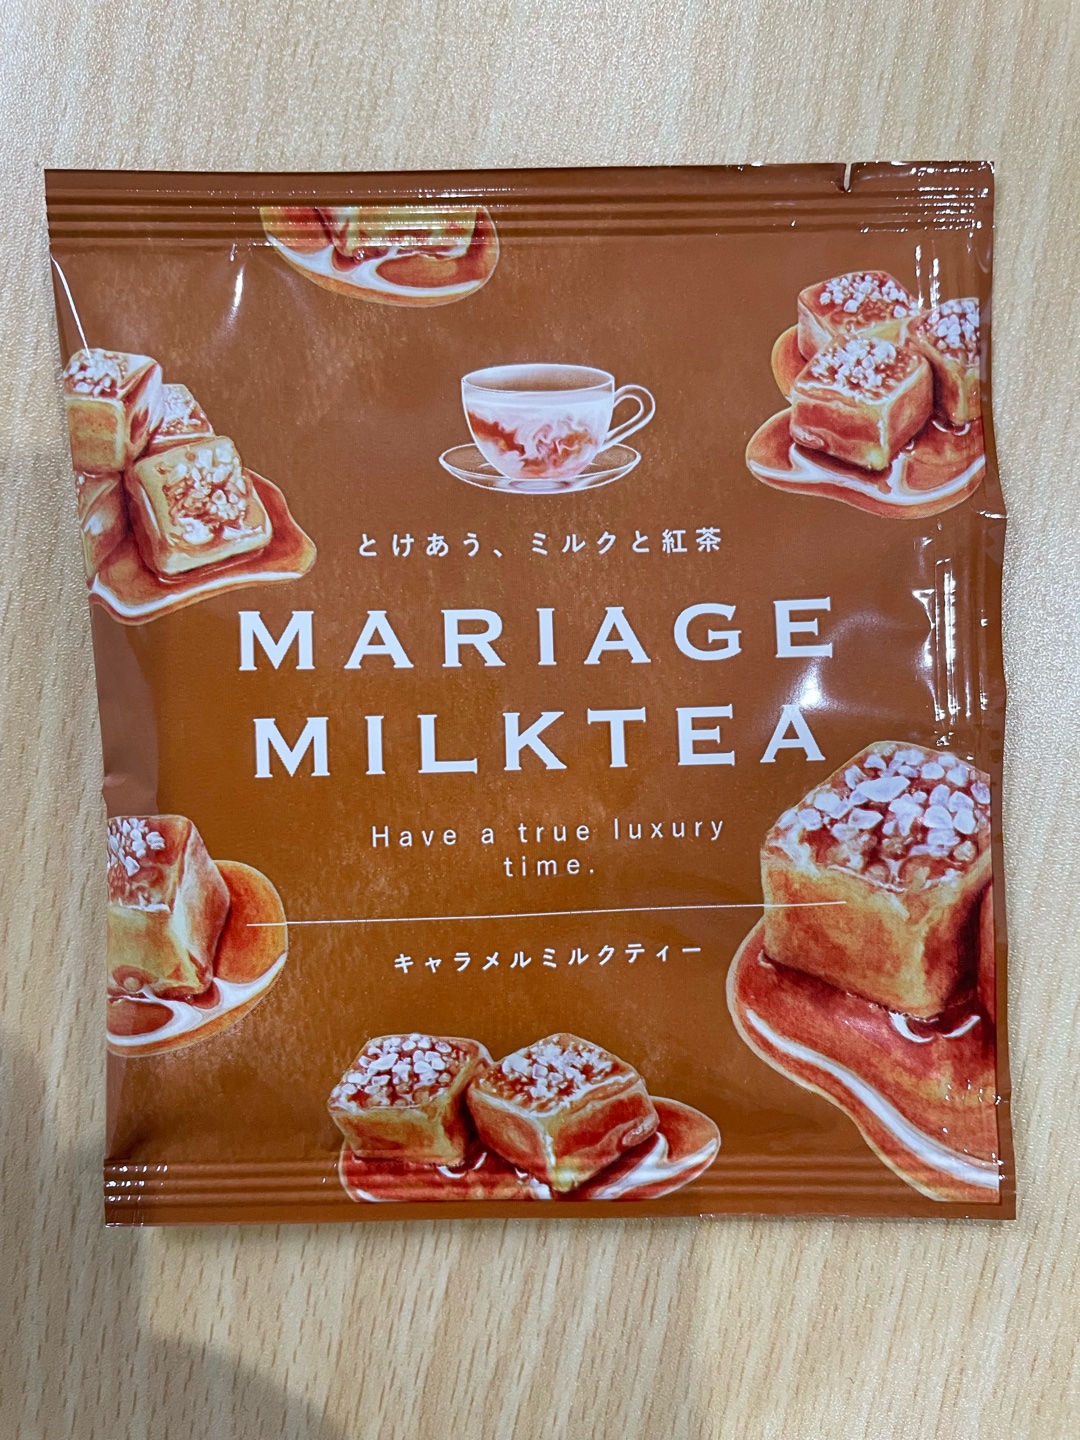 とけあう、ミルクと紅茶
MARIAGE
MILKTEA
Have a true luxury
time.
キャラメルミルクティー